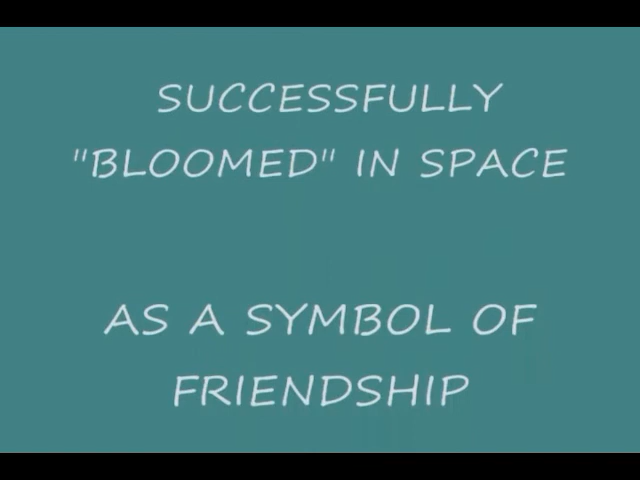 SUCCESSFULLY
"BLOOMED" IN SPACE
AS A SYMBOL OF
FRIENDSHIP